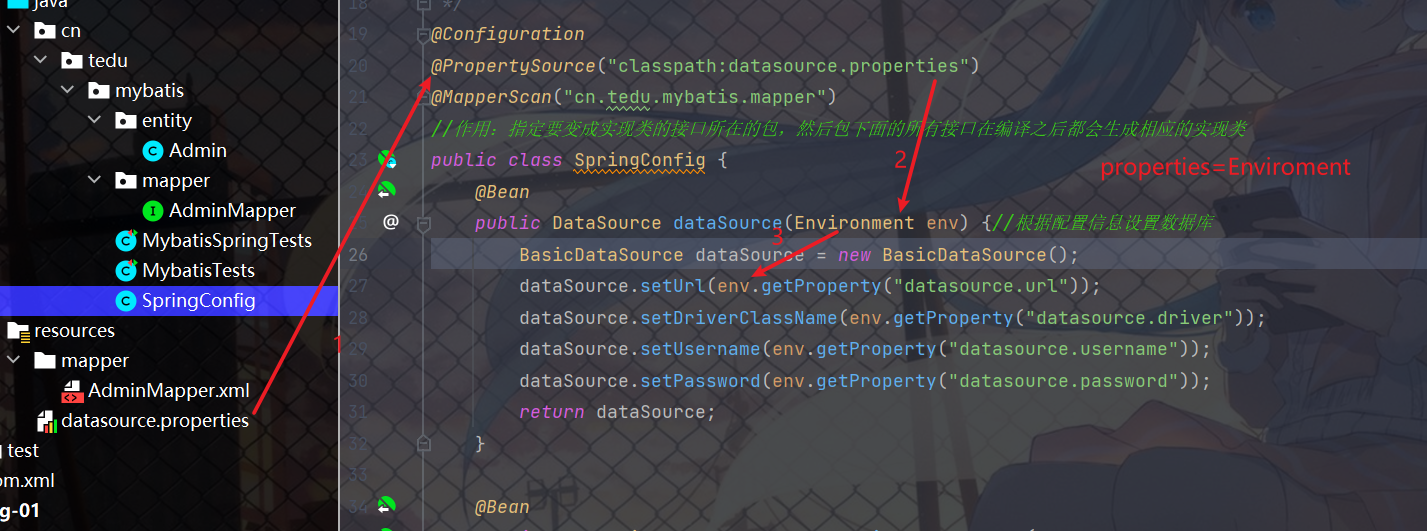 java
cn
tedu
mybatis
entity
Admin
mapper
AdminMapper
MybatisSpringTests
MybatisTests
SpringConfig
resources
mapper
AdminMapper.xml
datasource.properties
test
om.xml
g-01
18 */
19 @Configuration
20 @PropertySource("classpath:datasource.properties")
21 @MapperScan("cn.tedu.mybatis.mapper")
22 //作用：指定要变成实现类的接口所在的包，然后包下面的所有接口在编译之后都会生成相应的实现类
23 public class SpringConfig {
@Bean
@ public DataSource dataSource(Environment env) {//根据配置信息设置数据库
26 BasicDataSource dataSource = new BasicDataSource();
27 dataSource.setUrl(env.getProperty("datasource.url"));
28 dataSource.setDriverClassName(env.getProperty("datasource.driver"));
29 dataSource.setUsername(env.getProperty("datasource.username"));
30 dataSource.setPassword(env.getProperty("datasource.password"));
31 return dataSource;
32 }
33
34 @Bean
1
2
3
properties=Enviroment